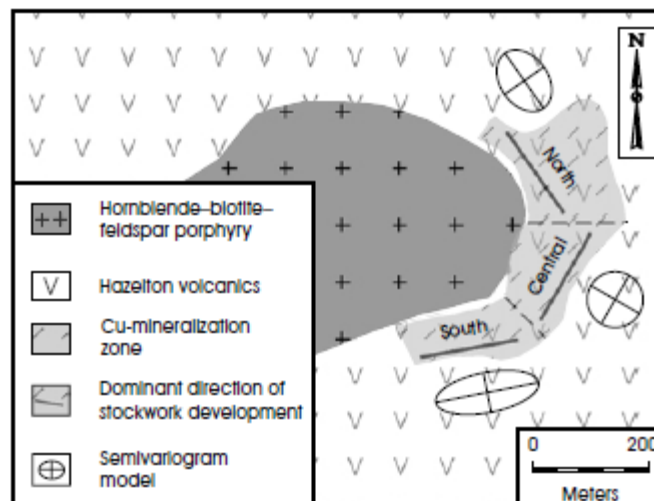 N
North
Central
South
Hornblende–biotite–
feldspar porphyry
Hazelton volcanics
Cu-mineralization
zone
Dominant direction of
stockwork development
Semivariogram
model
0 200
Meters